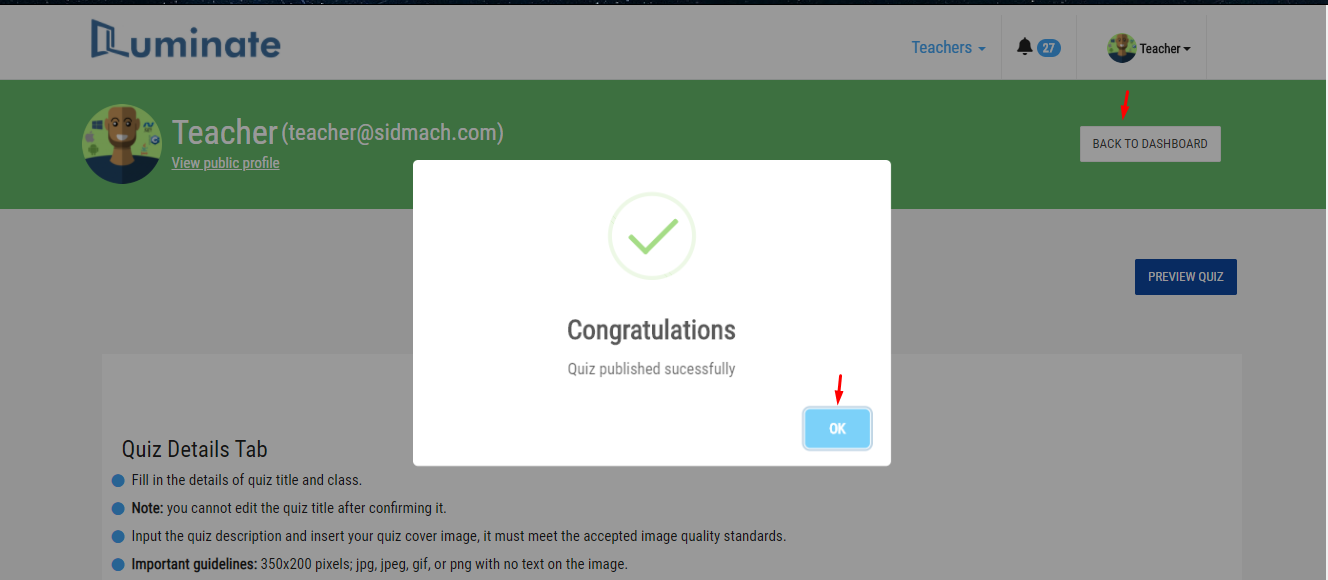 Luminate
Teachers
27
Teacher
Teacher (teacher@sidmach.com)
View public profile
BACK TO DASHBOARD
PREVIEW QUIZ
Congratulations
Quiz published sucessfully
OK
Quiz Details Tab
Fill in the details of quiz title and class.
Note: you cannot edit the quiz title after confirming it.
Input the quiz description and insert your quiz cover image, it must meet the accepted image quality standards.
Important guidelines: 350x200 pixels; jpg, jpeg, gif, or png with no text on the image.